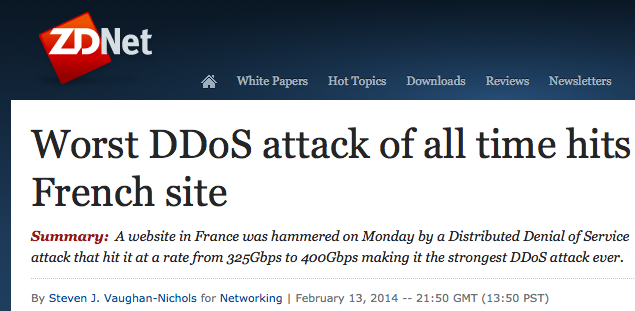 ZDNet
White Papers Hot Topics Downloads Reviews Newsletters
Worst DDoS attack of all time hits
French site
Summary: A website in France was hammered on Monday by a Distributed Denial of Service
attack that hit it at a rate from 325Gbps to 400Gbps making it the strongest DDoS attack ever.
By Steven J. Vaughan-Nichols for Networking | February 13, 2014 -- 21:50 GMT (13:50 PST)